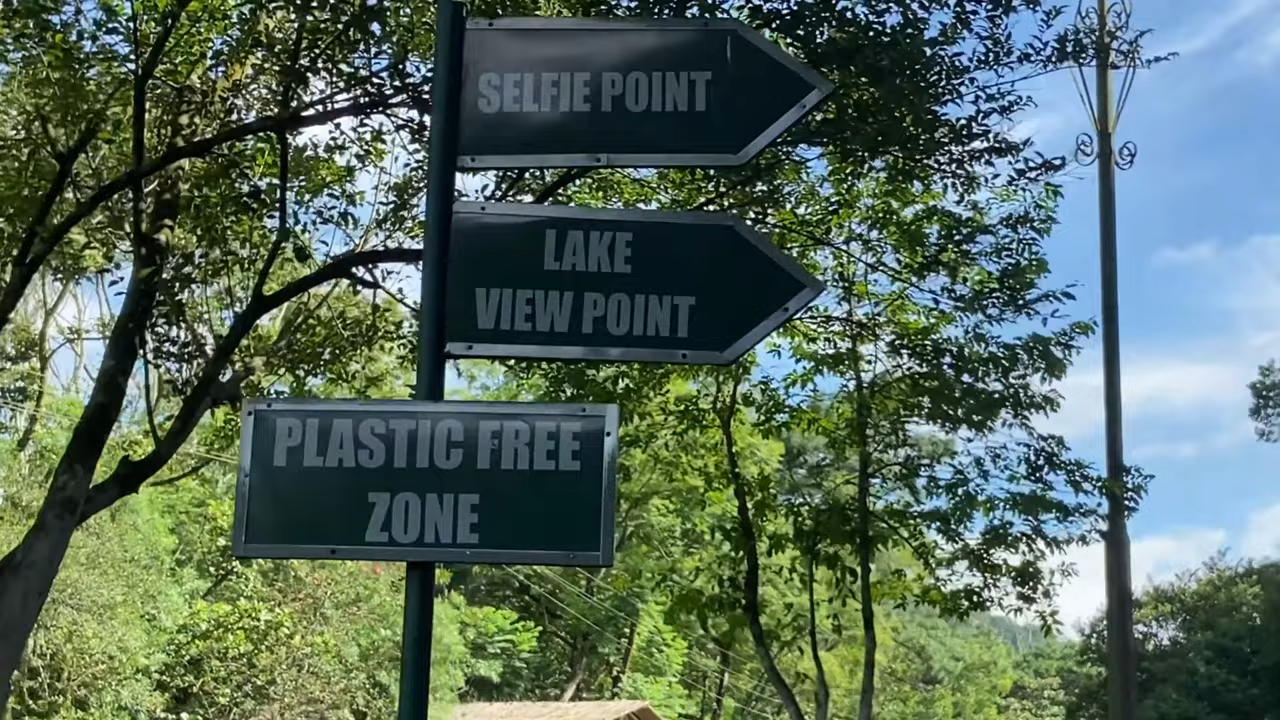 SELFIE POINT
LAKE
VIEW POINT
PLASTIC FREE
ZONE